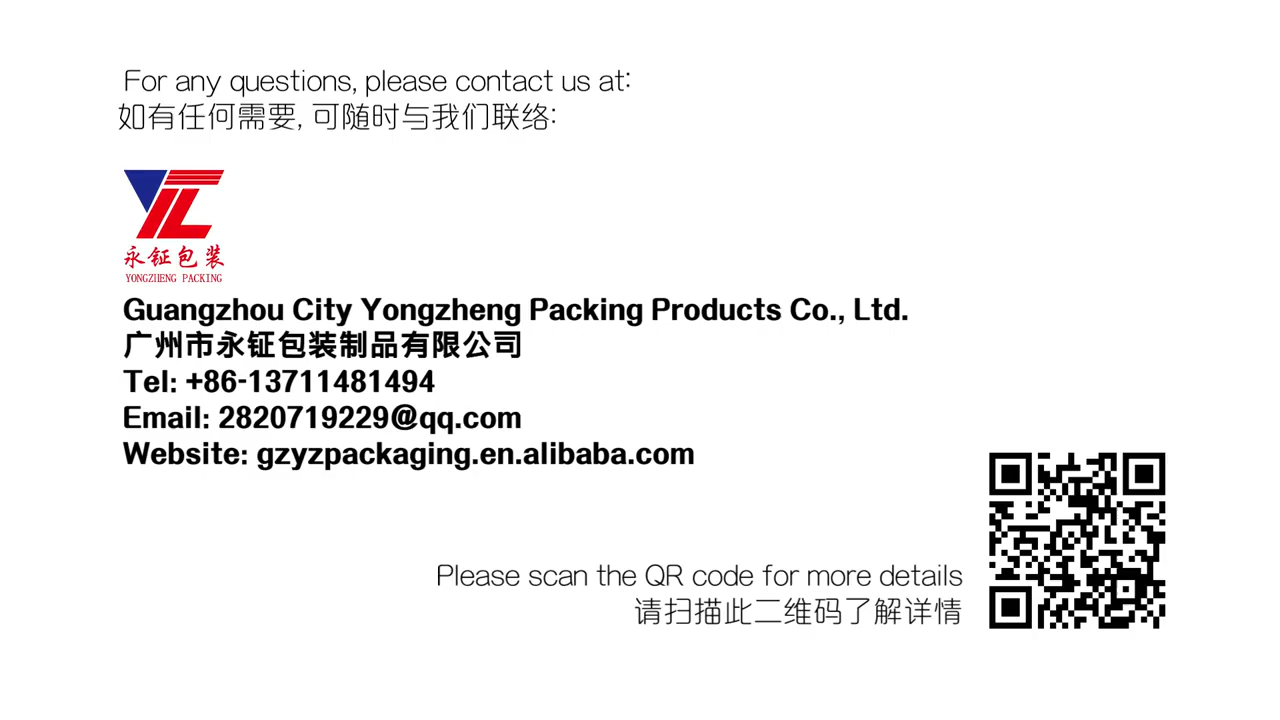 For any questions, please contact us at:
如有任何需要, 可随时与我们联络:
永钲包装
YONGZHENG PACKING
Guangzhou City Yongzheng Packing Products Co., Ltd.
广州市永钲包装制品有限公司
Tel: +86-13711481494
Email: 2820719229@qq.com
Website: gzyzpackaging.en.alibaba.com
Please scan the QR code for more details
请扫描此二维码了解详情